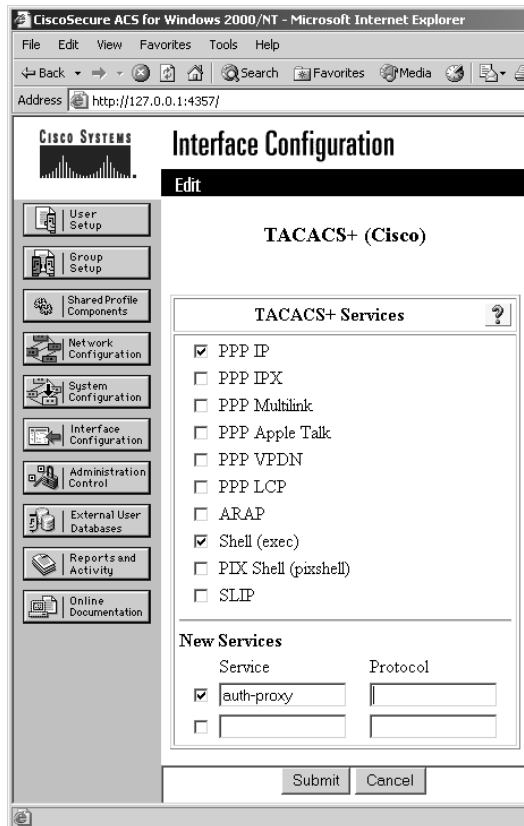 CiscoSecure ACS for Windows 2000/NT - Microsoft Internet Explorer
File Edit View Favorites Tools Help
Back Search Favorites Media
Address http://127.0.0.1:4357/
CISCO SYSTEMS
Interface Configuration
Edit
User
Setup
Group
Setup
Shared Profile
Components
Network
Configuration
System
Configuration
Interface
Configuration
Administration
Control
External User
Databases
Reports and
Activity
Online
Documentation
TACACS+ (Cisco)
TACACS+ Services ?
PPP IP
PPP IPX
PPP Multilink
PPP Apple Talk
PPP VPDN
PPP LCP
ARAP
Shell (exec)
PIX Shell (pixshell)
SLIP
New Services
Service Protocol
auth-proxy
Submit Cancel